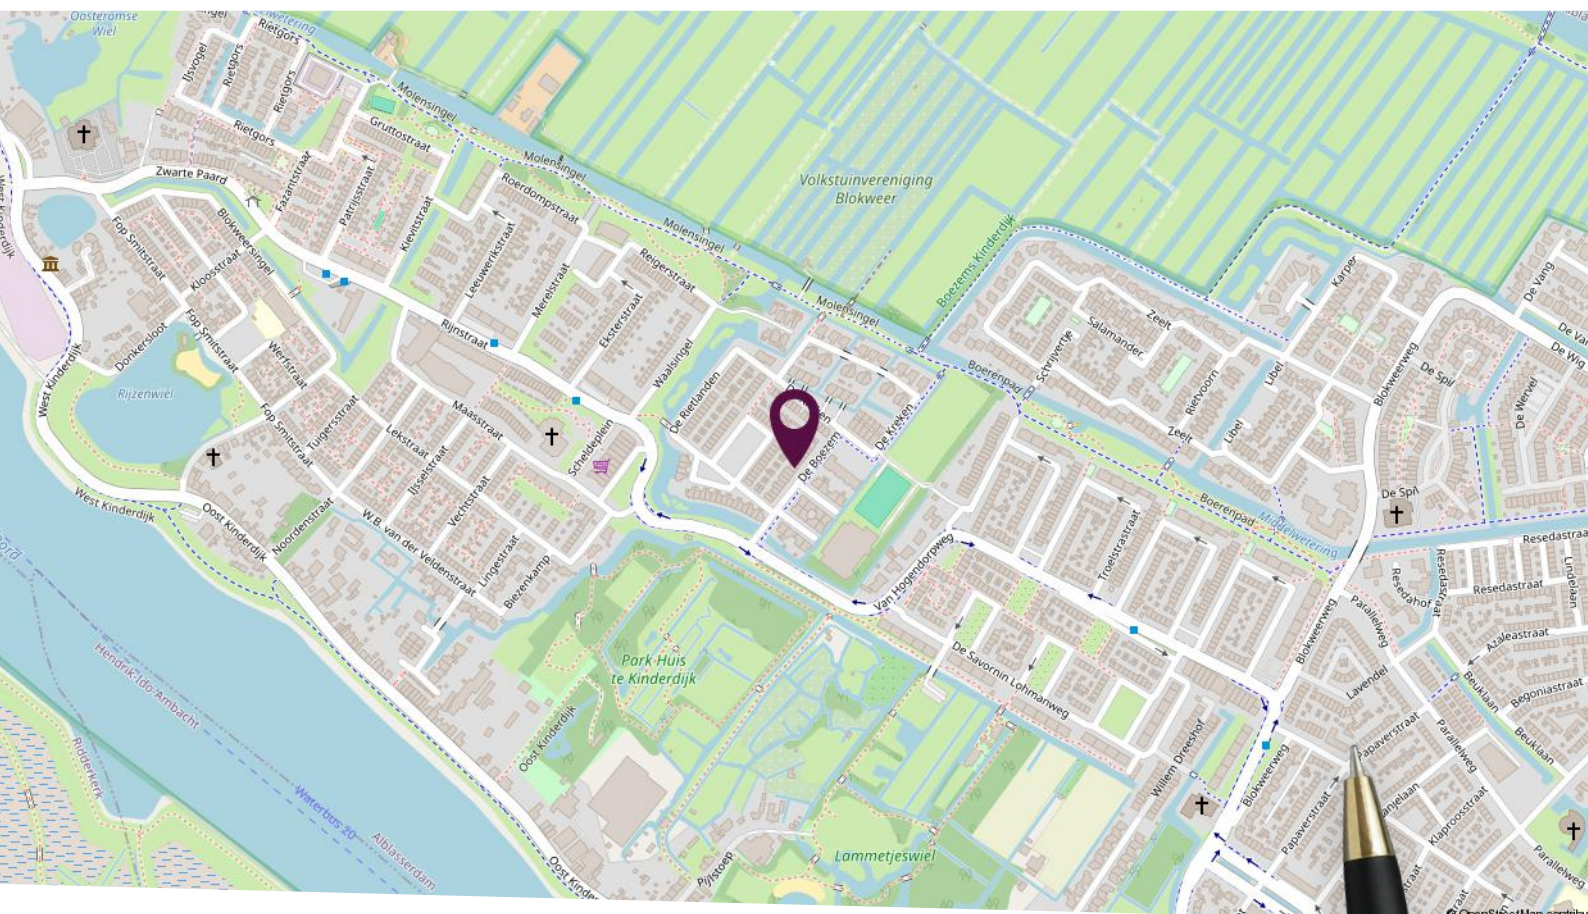 Oosteramse
Wiel
Rietgors
IJsvogel
Rietgors
Rietgors
Rietgors
Molensingel
Gruttostraat
Zwarte Paard
Fazantstraat
Patrijsstraat
Kievitstraat
Molensingel
Roerdompstraat
Volkstuinvereniging
Blokweer
West Kinderdijk
Fop Smitstraat
Kloosstraat
Blokweersingel
Leeuwerikstraat
Merelstraat
Eksterstraat
Reigerstraat
Molensingel
Molensingel
Boezems Kinderdijk
Karper
De Vang
Zeelt
Salamander
Schrijvertje
Libel
Rietvoorn
Blokweerweg
De Spil
De Wervel
Donkersloot
Fop Smitstraat
Werfstraat
Rijnstraat
Waalsingel
De Rietlanden
De Kreken
De Boezem
Boerenpad
Zeelt
Libel
West Kinderdijk
Rijzenwiel
Fop Smitstraat
Tuigersstraat
Maasstraat
Lekstraat
IJsselstraat
Vechtstraat
Scheldeplein
De Spil
Boerenpad
Middelwetering
West Kinderdijk
Oost Kinderdijk
Noordenstraat
W.B. van der Veldenstraat
Lingestraat
Biezenkamp
Van Hogendorpweg
Troelstrastraat
Resedastraat
Resedastraat
Resedahof
Resedastraat
Lindelaan
Hendrik-Ido-Ambacht
Park Huis
te Kinderdijk
De Savornin Lohmanweg
Blokweerweg
Parallelweg
Azaleastraat
Lavendel
Beuklaan
Begoniastraat
Ridderkerk
Oost Kinderdijk
Willem Dreeshof
Papaverstraat
Parallelweg
Beuklaan
Waterbus 20
Alblasserdam
Blokweerweg
Papaverstraat
Klaproosstraat
Parallelweg
Lammetjeswiel
Pijlstoep